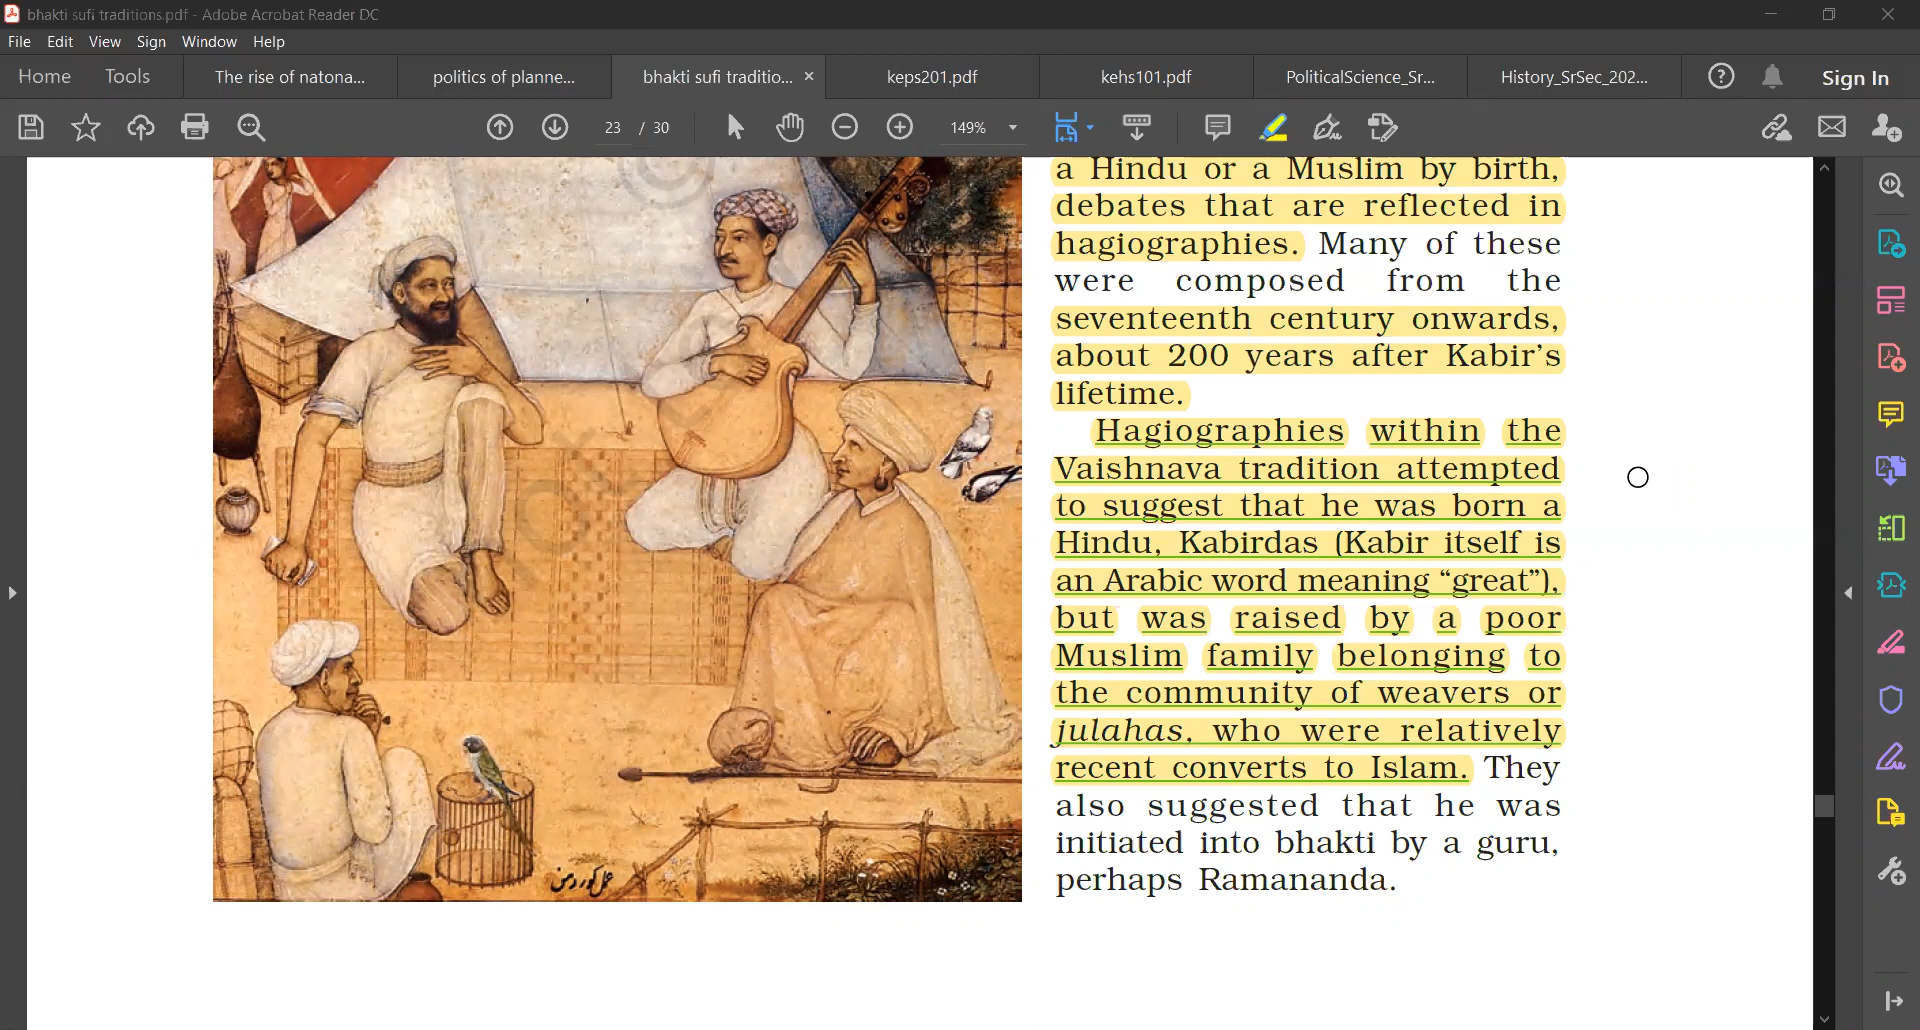 bhakti sufi traditions.pdf - Adobe Acrobat Reader DC
File Edit View Sign Window Help
Home Tools The rise of natona... politics of planne... bhakti sufi traditio... × keps201.pdf kehs101.pdf PoliticalScience_Sr... History_SrSec_202... Sign In
23 / 30 149%
a Hindu or a Muslim by birth,
debates that are reflected in
hagiographies. Many of these
were composed from the
seventeenth century onwards,
about 200 years after Kabir's
lifetime.
Hagiographies within the
Vaishnava tradition attempted
to suggest that he was born a
Hindu, Kabirdas (Kabir itself is
an Arabic word meaning “great”),
but was raised by a poor
Muslim family belonging to
the community of weavers or
julahas, who were relatively
recent converts to Islam. They
also suggested that he was
initiated into bhakti by a guru,
perhaps Ramananda.